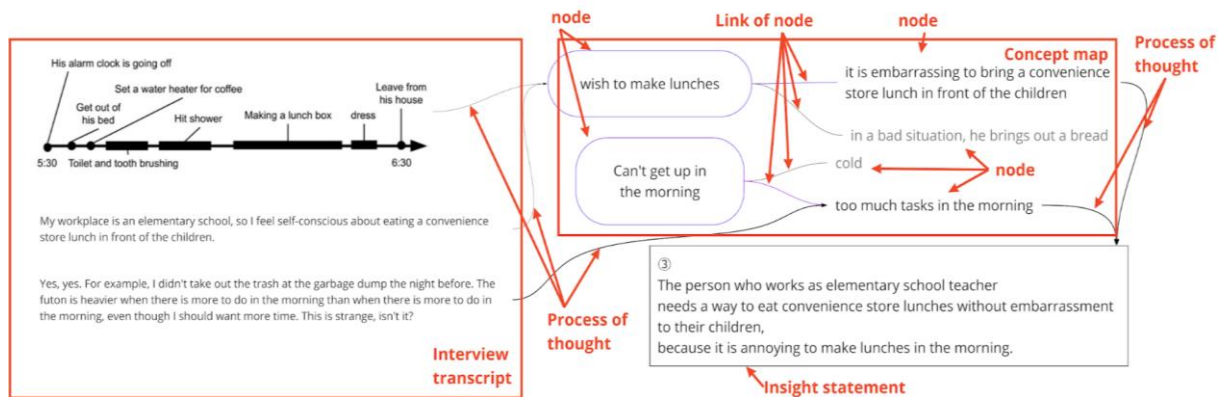 node
Link of node
node
Concept map
Process of
thought
His alarm clock is going off
Set a water heater for coffee
Get out of
his bed
Hit shower
Making a lunch box
dress
Leave from
his house
5:30
Toilet and tooth brushing
6:30
My workplace is an elementary school, so I feel self-conscious about eating a convenience
store lunch in front of the children.
Yes, yes. For example, I didn't take out the trash at the garbage dump the night before. The
futon is heavier when there is more to do in the morning than when there is more to do in
the morning, even though I should want more time. This is strange, isn't it?
Interview
transcript
Process of
thought
wish to make lunches
Can't get up in
the morning
it is embarrassing to bring a convenience
store lunch in front of the children
in a bad situation, he brings out a bread
cold
node
too much tasks in the morning
③
The person who works as elementary school teacher
needs a way to eat convenience store lunches without embarrassment
to their children,
because it is annoying to make lunches in the morning.
Insight statement